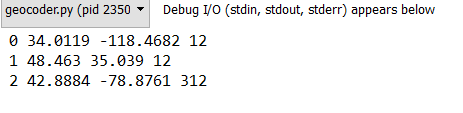 geocoder.py (pid 2350 Debug I/O (stdin, stdout, stderr) appears below
0 34.0119 -118.4682 12
1 48.463 35.039 12
2 42.8884 -78.8761 312